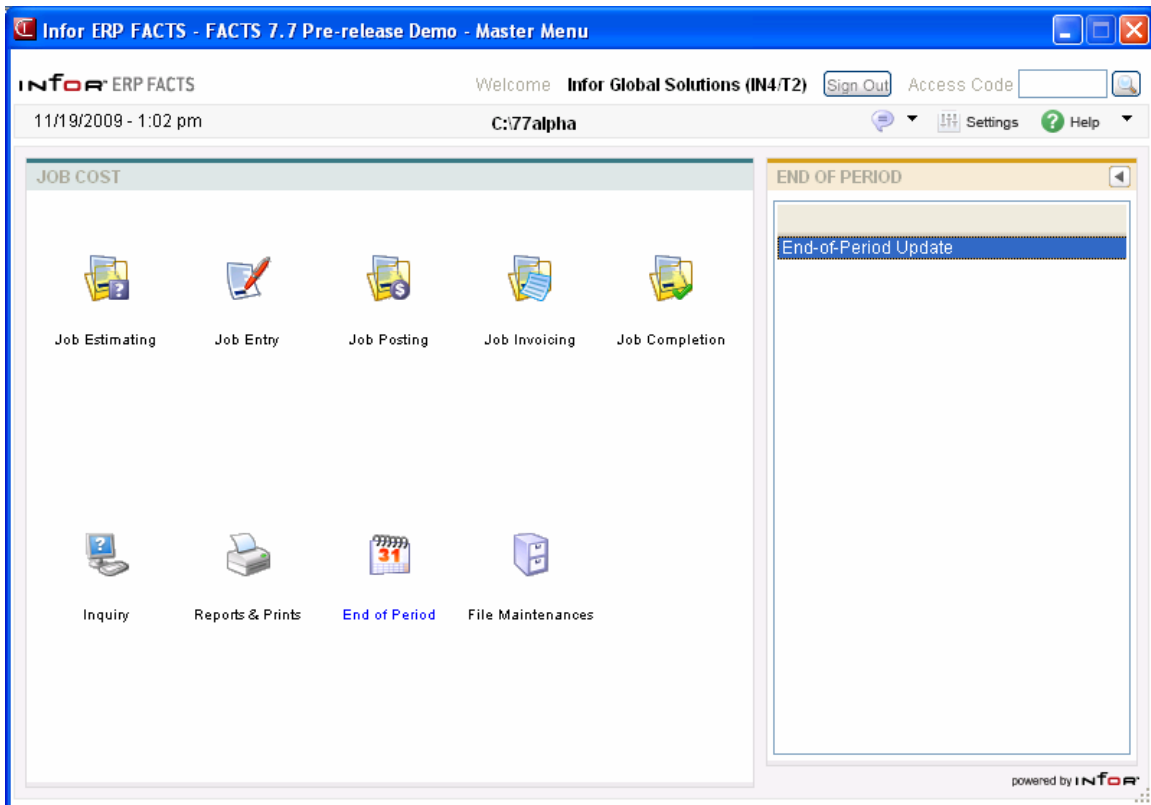 Infor ERP FACTS - FACTS 7.7 Pre-release Demo - Master Menu
infor ERP FACTS Welcome Infor Global Solutions (IN4/T2) Sign Out Access Code
11/19/2009 - 1:02 pm C:\77alpha Settings Help
JOB COST
END OF PERIOD
End-of-Period Update
Job Estimating Job Entry Job Posting Job Invoicing Job Completion
31
Inquiry Reports & Prints End of Period File Maintenances
powered by infor